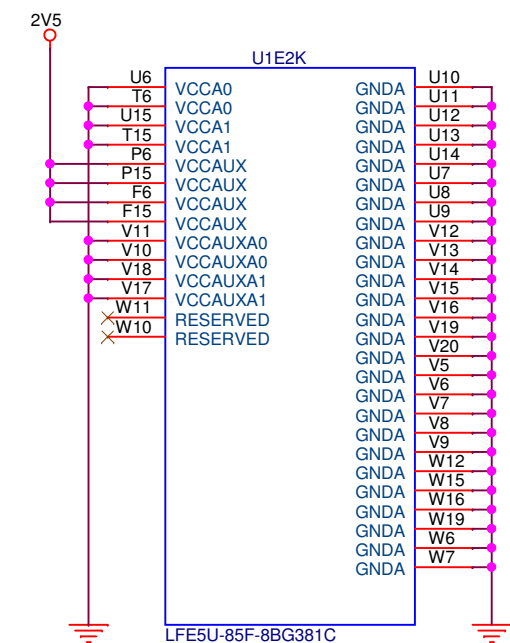 2V5
U1E2K
U6 VCCA0 GNDA U10
T6 VCCA0 GNDA U11
U15 VCCA1 GNDA U12
T15 VCCA1 GNDA U13
P6 VCCAUX GNDA U14
P15 VCCAUX GNDA U7
F6 VCCAUX GNDA U8
F15 VCCAUX GNDA U9
V11 VCCAUXA0 GNDA V12
V10 VCCAUXA0 GNDA V13
V18 VCCAUXA1 GNDA V14
V17 VCCAUXA1 GNDA V15
W11 RESERVED GNDA V16
W10 RESERVED GNDA V19
GNDA V20
GNDA V5
GNDA V6
GNDA V7
GNDA V8
GNDA V9
GNDA W12
GNDA W15
GNDA W16
GNDA W19
GNDA W6
GNDA W7
LFE5U-85F-8BG381C